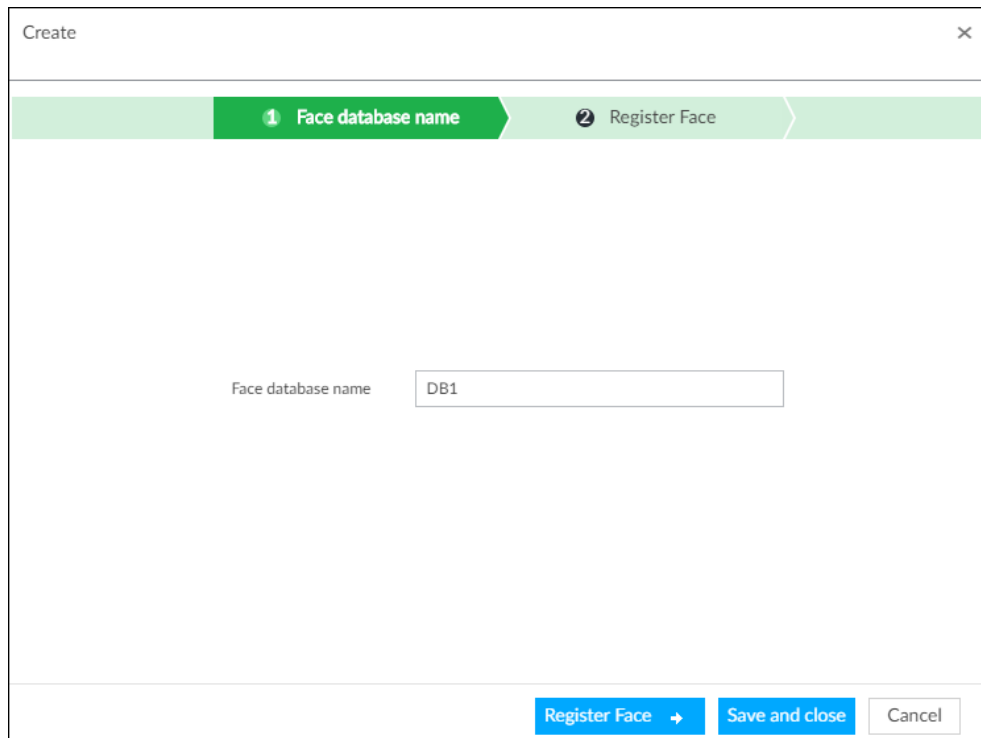 Create
1 Face database name 2 Register Face
Face database name DB1
Register Face Save and close Cancel